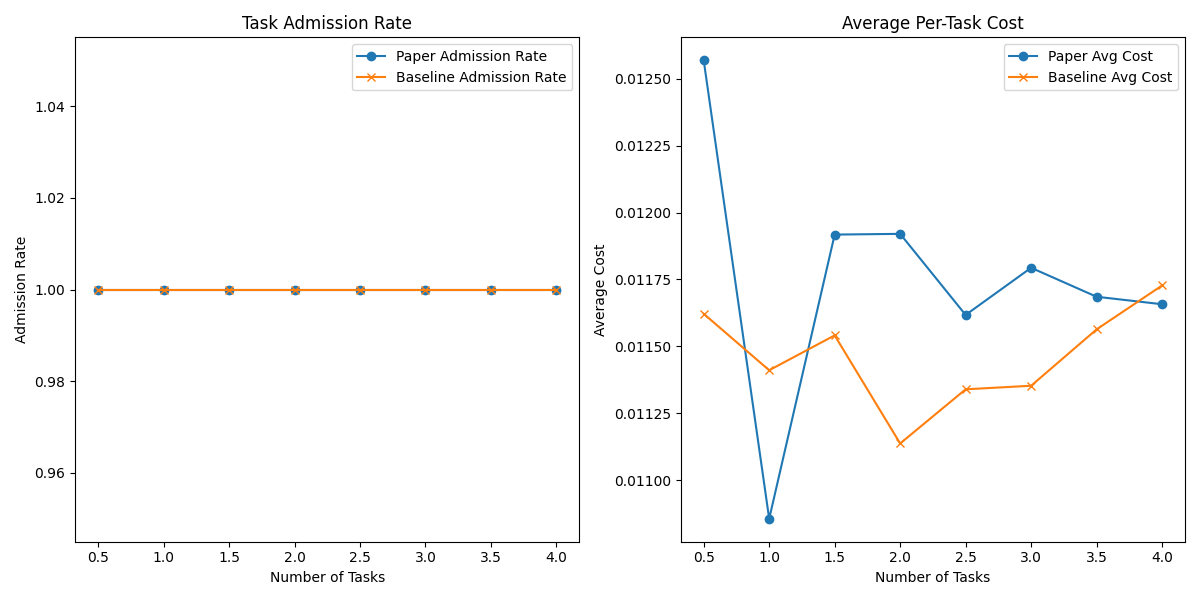 Task Admission Rate
Paper Admission Rate
Baseline Admission Rate
1.04
1.02
1.00
0.98
0.96
Admission Rate
0.5 1.0 1.5 2.0 2.5 3.0 3.5 4.0
Number of Tasks
Average Per-Task Cost
Paper Avg Cost
Baseline Avg Cost
0.01250
0.01225
0.01200
0.01175
0.01150
0.01125
0.01100
Average Cost
0.5 1.0 1.5 2.0 2.5 3.0 3.5 4.0
Number of Tasks